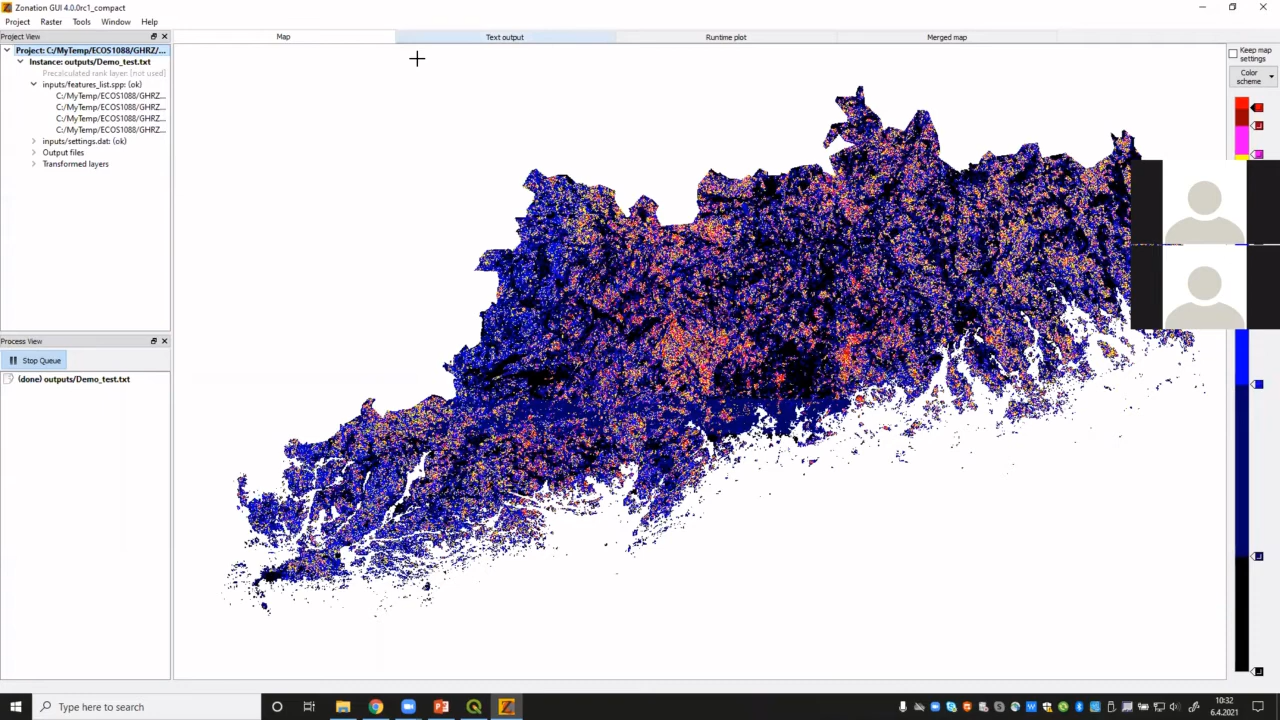 Zonation GUI 4.0.0rc1_compact
Project Raster Tools Window Help
Project View
Map
Text output
Runtime plot
Merged map
Keep map settings
Color scheme
Project: C:/MyTemp/ECOS1088/GHRZ/...
Instance: outputs/Demo_test.txt
Precalculated rank layer: [not used]
inputs/features_list.spp: (ok)
C:/MyTemp/ECOS1088/GHRZ...
C:/MyTemp/ECOS1088/GHRZ...
C:/MyTemp/ECOS1088/GHRZ...
C:/MyTemp/ECOS1088/GHRZ...
inputs/settings.dat: (ok)
Output files
Transformed layers
Process View
Stop Queue
(done) outputs/Demo_test.txt
Type here to search
10:32
6.4.2021